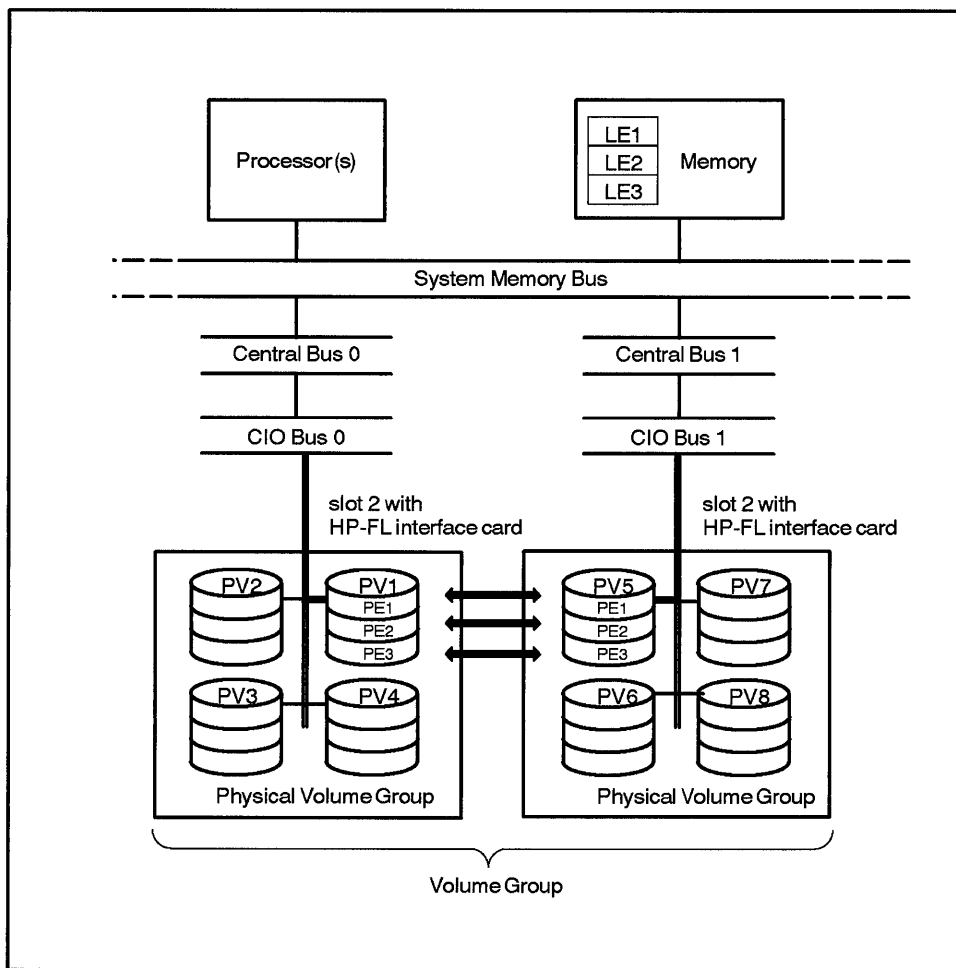 Processor(s)
LE1
LE2
LE3
Memory
System Memory Bus
Central Bus 0
Central Bus 1
CIO Bus 0
CIO Bus 1
slot 2 with
HP-FL interface card
slot 2 with
HP-FL interface card
PV2
PV1
PE1
PE2
PE3
PV3
PV4
Physical Volume Group
PV5
PE1
PE2
PE3
PV7
PV6
PV8
Physical Volume Group
Volume Group